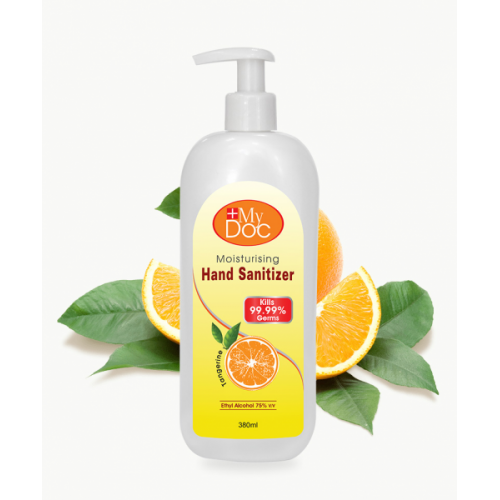 My
Doc
Moisturising
Hand Sanitizer
Kills
99.99%
Germs
Tangerine
Ethyl Alcohol 75% v/v
380ml